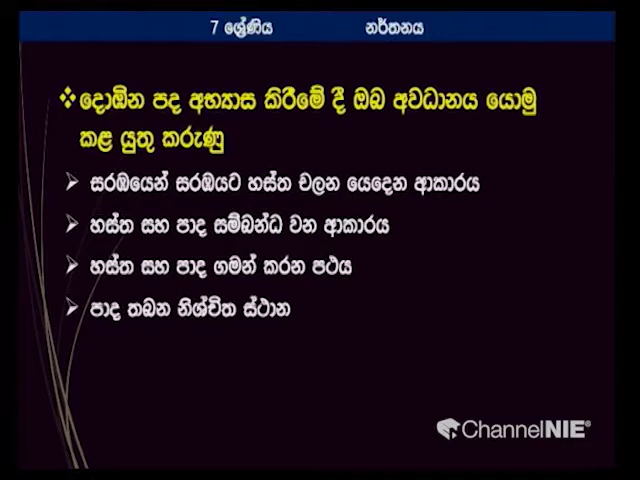 7 ශ්‍රේණිය නර්තනය
❖දොඹින පද අභ්‍යාස කිරීමේ දී ඔබ අවධානය යොමු
කළ යුතු කරුණු
➢ සරඹයෙන් සරඹයට හස්ත චලන යෙදෙන ආකාරය
➢ හස්ත සහ පාද සම්බන්ධ වන ආකාරය
➢ හස්ත සහ පාද ගමන් කරන පථය
➢ පාද තබන නිශ්චිත ස්ථාන
ChannelNIE®